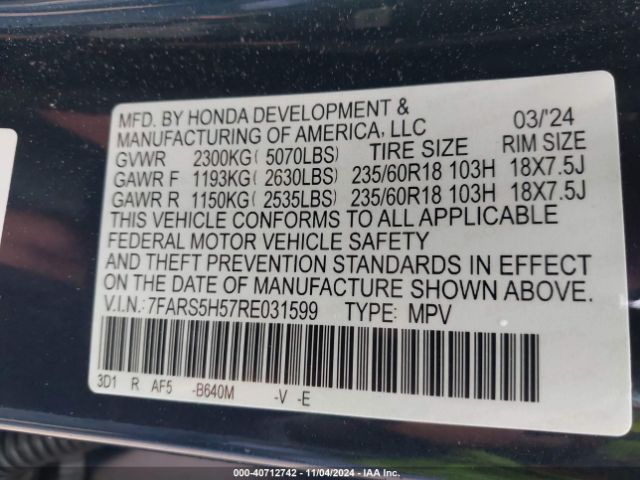 MFD. BY HONDA DEVELOPMENT &
MANUFACTURING OF AMERICA, LLC 03/'24
GVWR 2300KG( 5070LBS) TIRE SIZE RIM SIZE
GAWR F 1193KG( 2630LBS) 235/60R18 103H 18X7.5J
GAWR R 1150KG( 2535LBS) 235/60R18 103H 18X7.5J
THIS VEHICLE CONFORMS TO ALL APPLICABLE
FEDERAL MOTOR VEHICLE SAFETY
AND THEFT PREVENTION STANDARDS IN EFFECT
ON THE DATE OF MANUFACTURE SHOWN ABOVE.
V.I.N.: 7FARS5H57RE031599 TYPE: MPV
3D1 R AF5 -B640M -V -E
000-40712742 - 11/04/2024 - IAA Inc.